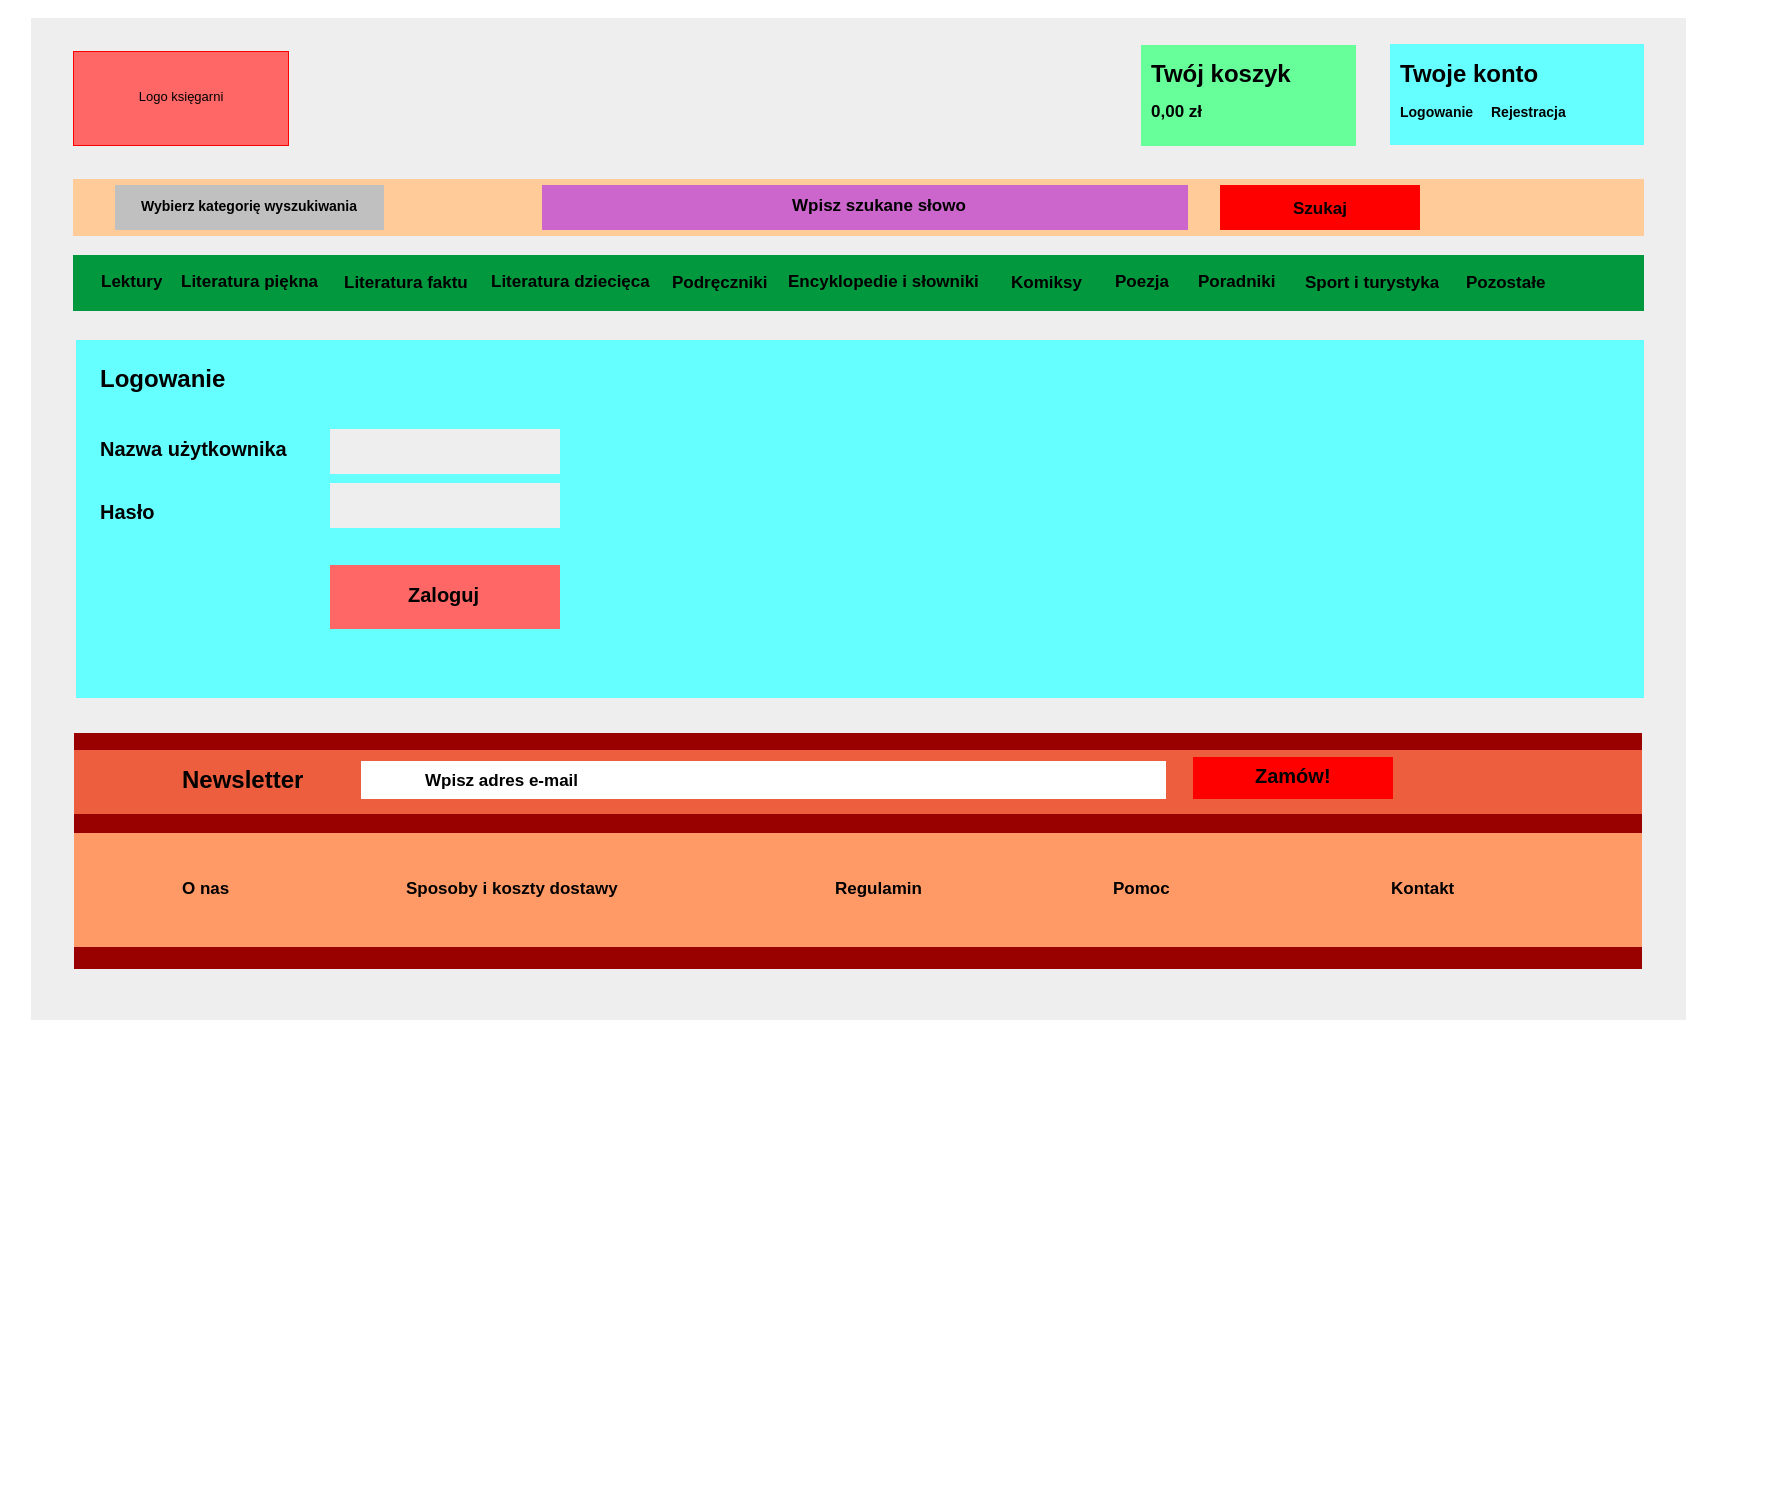 Logo księgarni
Twój koszyk
0,00 zł
Twoje konto
Logowanie Rejestracja
Wybierz kategorię wyszukiwania
Wpisz szukane słowo
Szukaj
Lektury Literatura piękna Literatura faktu Literatura dziecięca Podręczniki Encyklopedie i słowniki Komiksy Poezja Poradniki Sport i turystyka Pozostałe
Logowanie
Nazwa użytkownika
Hasło
Zaloguj
Newsletter
Wpisz adres e-mail
Zamów!
O nas Sposoby i koszty dostawy Regulamin Pomoc Kontakt